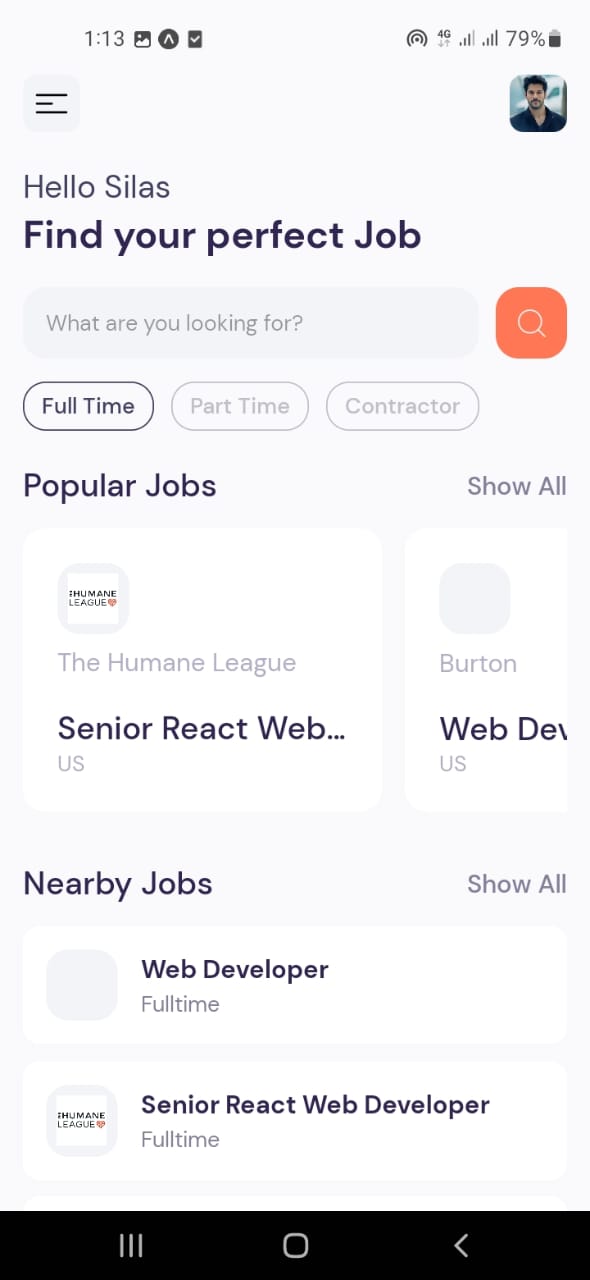 1:13
4G
79%
Hello Silas
Find your perfect Job
What are you looking for?
Full Time
Part Time
Contractor
Popular Jobs
Show All
THE HUMANE
LEAGUE
The Humane League
Senior React Web...
US
Burton
Web Dev
US
Nearby Jobs
Show All
Web Developer
Fulltime
THE HUMANE
LEAGUE
Senior React Web Developer
Fulltime